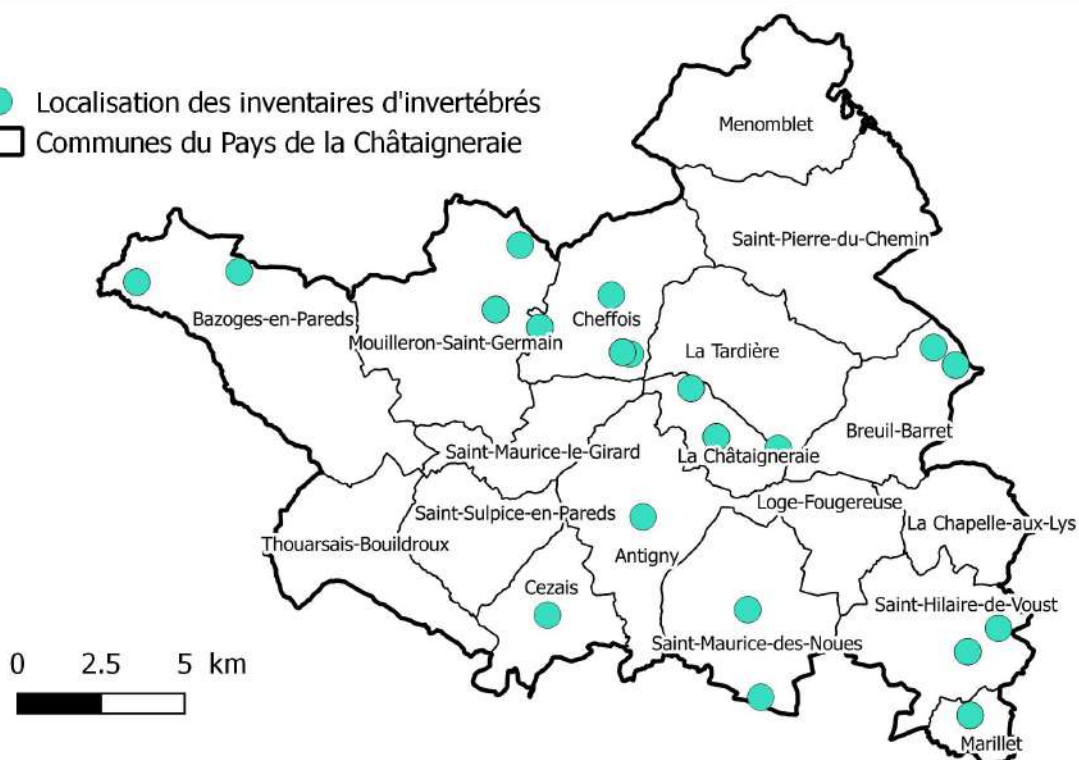 Localisation des inventaires d'invertébrés
Communes du Pays de la Châtaigneraie
Menomblet
Saint-Pierre-du-Chemin
Bazoges-en-Pareds
Cheffois
Mouilleron-Saint-Germain
La Tardière
Breuil-Barret
Saint-Maurice-le-Girard
La Châtaigneraie
Loge-Fougereuse
Saint-Sulpice-en-Pareds
La Chapelle-aux-Lys
Thouarsais-Bouildroux
Antigny
Cezais
Saint-Hilaire-de-Voust
Saint-Maurice-des-Noues
0 2.5 5 km
Marillet